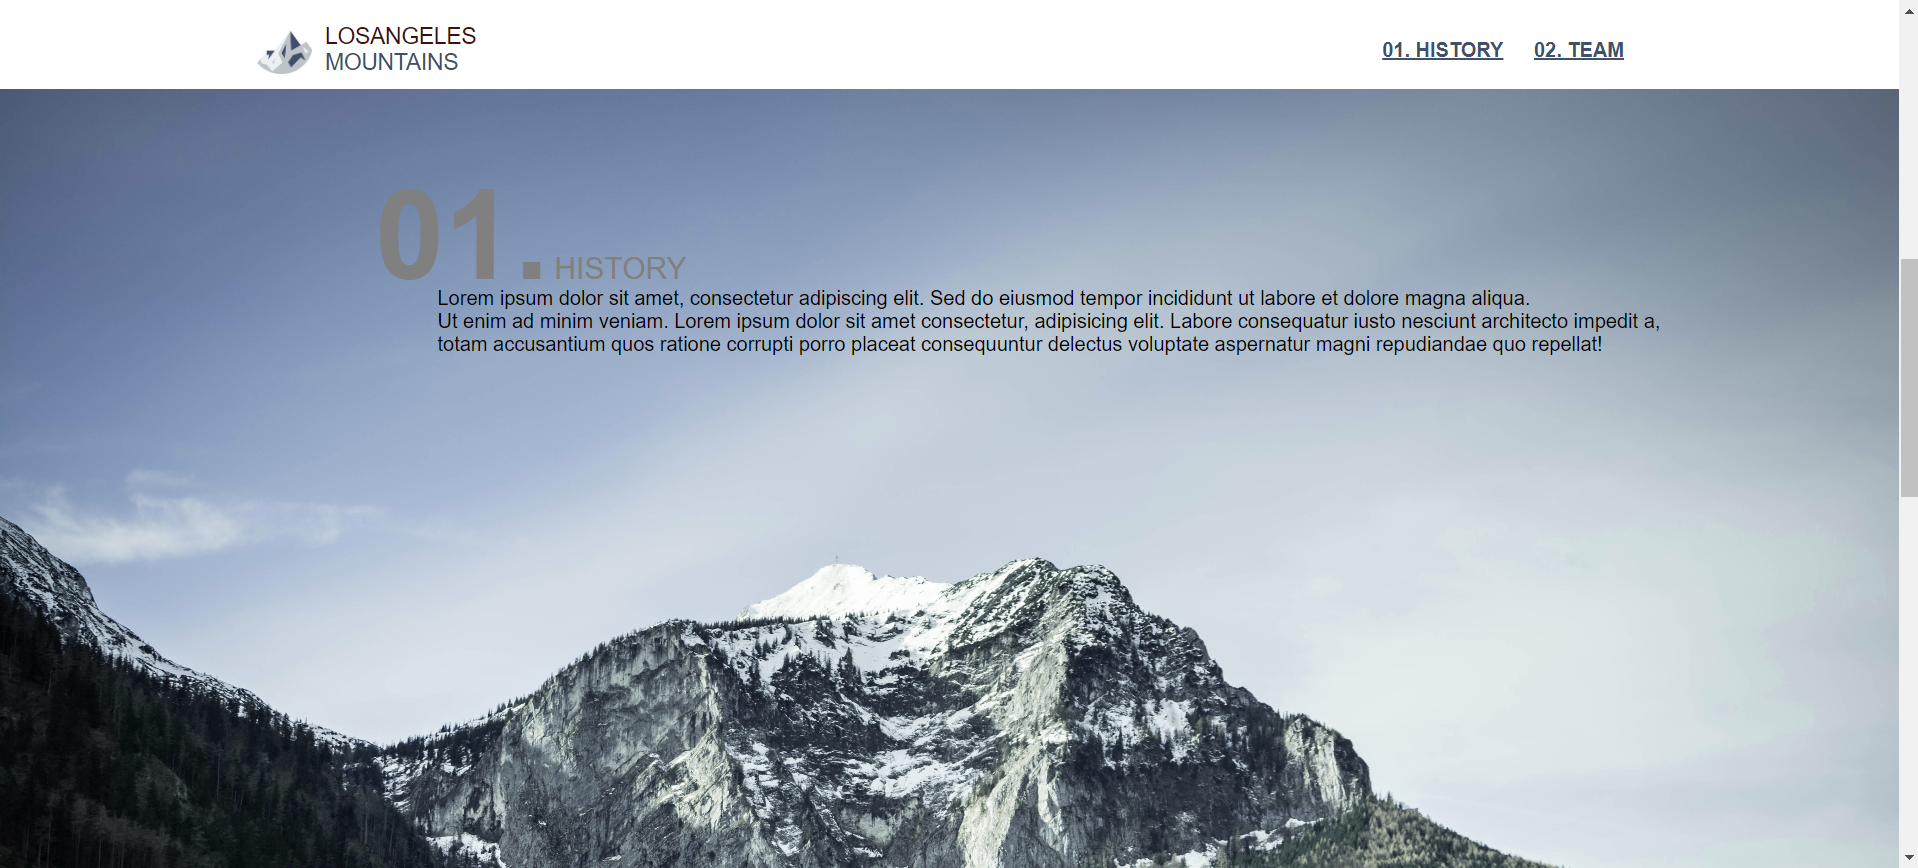 LOSANGELES
MOUNTAINS
01. HISTORY
02. TEAM
01. HISTORY
Lorem ipsum dolor sit amet, consectetur adipiscing elit. Sed do eiusmod tempor incididunt ut labore et dolore magna aliqua.
Ut enim ad minim veniam. Lorem ipsum dolor sit amet consectetur, adipisicing elit. Labore consequatur iusto nesciunt architecto impedit a,
totam accusantium quos ratione corrupti porro placeat consequuntur delectus voluptate aspernatur magni repudiandae quo repellat!